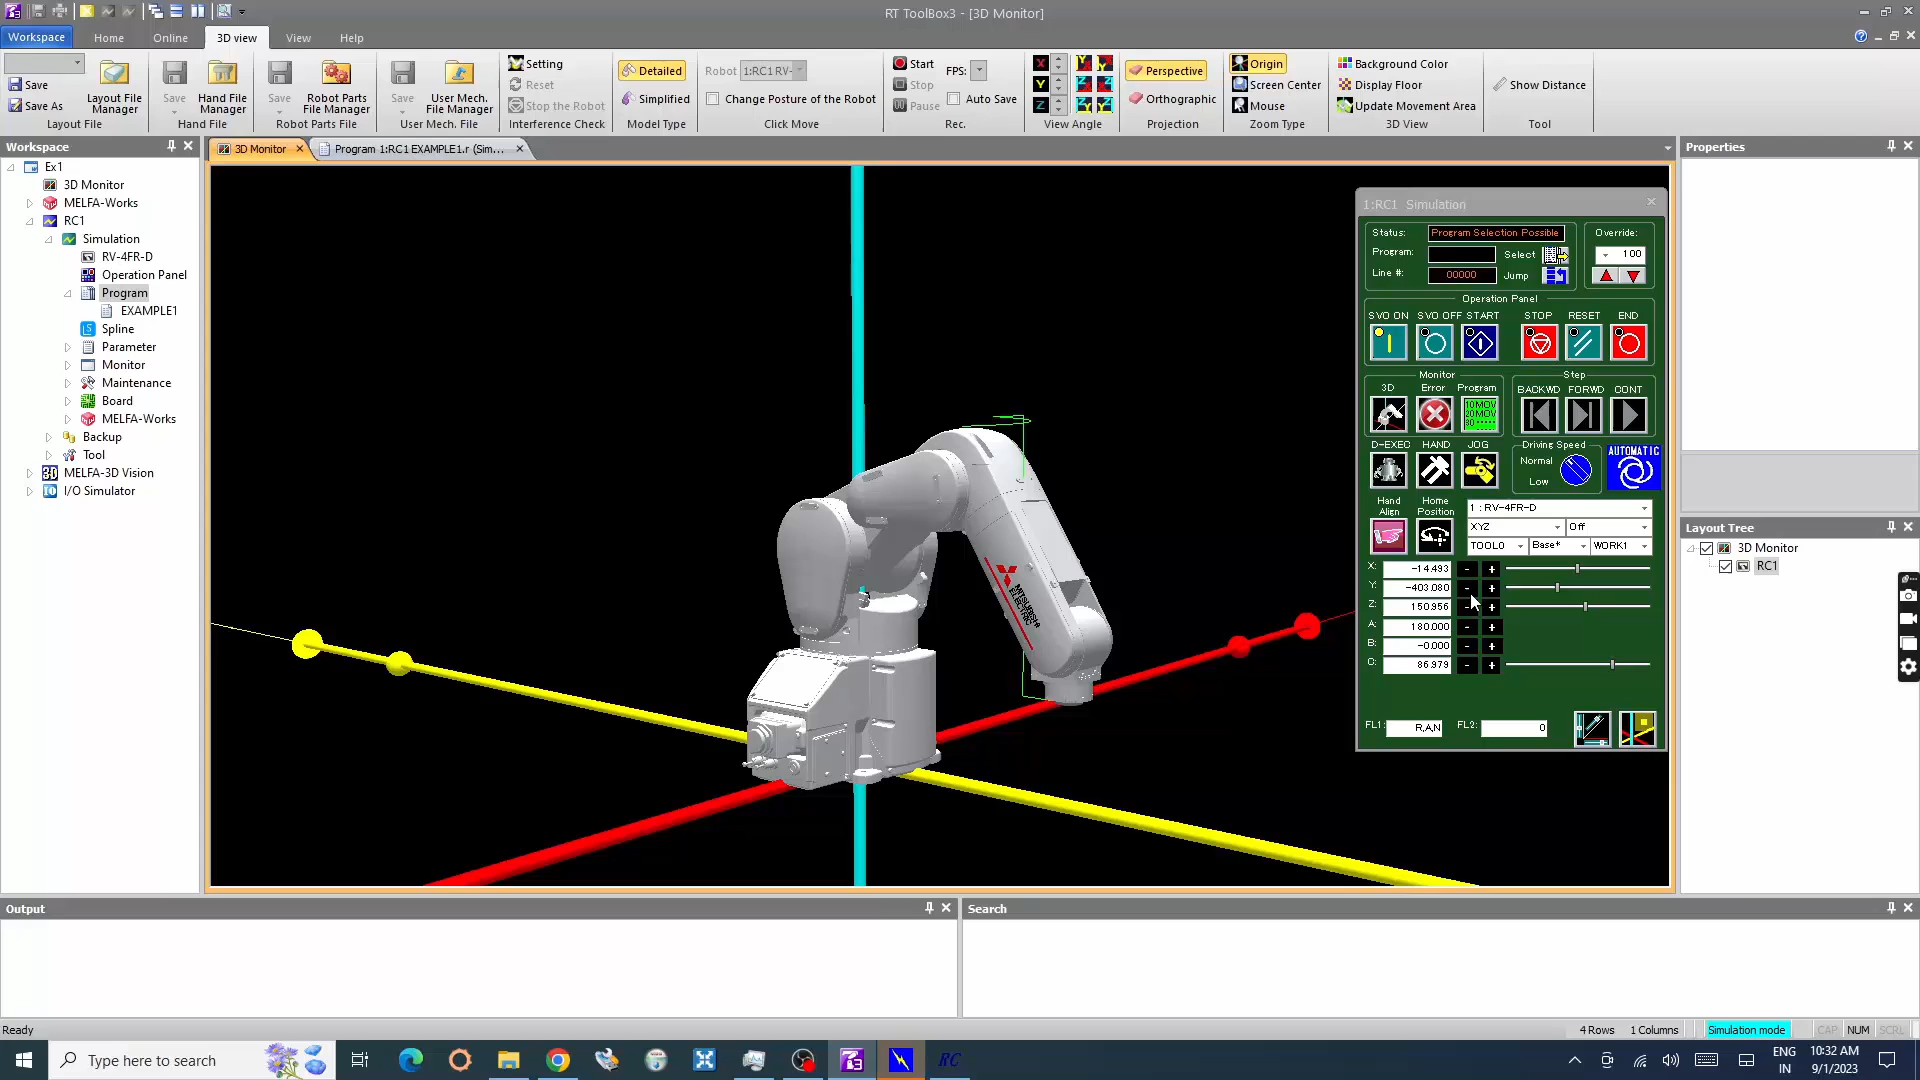 RT ToolBox3 - [3D Monitor]
Workspace
Home
Online
3D view
View
Help
Save
Save As
Layout File Manager
Layout File
Save
Hand File Manager
Hand File
Save
Robot Parts File Manager
Robot Parts File
Save
User Mech. File Manager
User Mech. File
Setting
Reset
Stop the Robot
Interference Check
Detailed
Simplified
Model Type
Robot 1:RC1 RV-
Change Posture of the Robot
Click Move
Start
Stop
Pause
FPS:
Auto Save
Rec.
X
Y
Z
View Angle
Perspective
Orthographic
Projection
Origin
Screen Center
Mouse
Zoom Type
Background Color
Display Floor
Update Movement Area
3D View
Show Distance
Tool
Workspace
Ex1
3D Monitor
MELFA-Works
RC1
Simulation
RV-4FR-D
Operation Panel
Program
EXAMPLE1
Spline
Parameter
Monitor
Maintenance
Board
MELFA-Works
Backup
Tool
MELFA-3D Vision
I/O Simulator
3D Monitor
Program 1:RC1 EXAMPLE1.r (Sim...
MITSUBISHI ELECTRIC
1:RC1 Simulation
Status: Program Selection Possible
Program: Select
Line #: 00000 Jump
Override:
100
Operation Panel
SVO ON SVO OFF START STOP RESET END
Monitor
3D Error Program
10MOV
20MOV
30
Step
BACKWD FORWD CONT
D-EXEC HAND JOG
Driving Speed
Normal
Low
AUTOMATIC
Hand Align
Home Position
1 : RV-4FR-D
XYZ Off
TOOL0 Base* WORK1
X: -14.493 - +
Y: -403.080 - +
Z: 150.956 - +
A: 180.000 - +
B: -0.000 - +
C: 86.979 - +
FL1: R,A,N FL2: 0
Properties
Layout Tree
3D Monitor
RC1
Output
Search
Ready
4 Rows 1 Columns Simulation mode CAP NUM SCRL
Type here to search
RC
ENG
IN
10:32 AM
9/1/2023